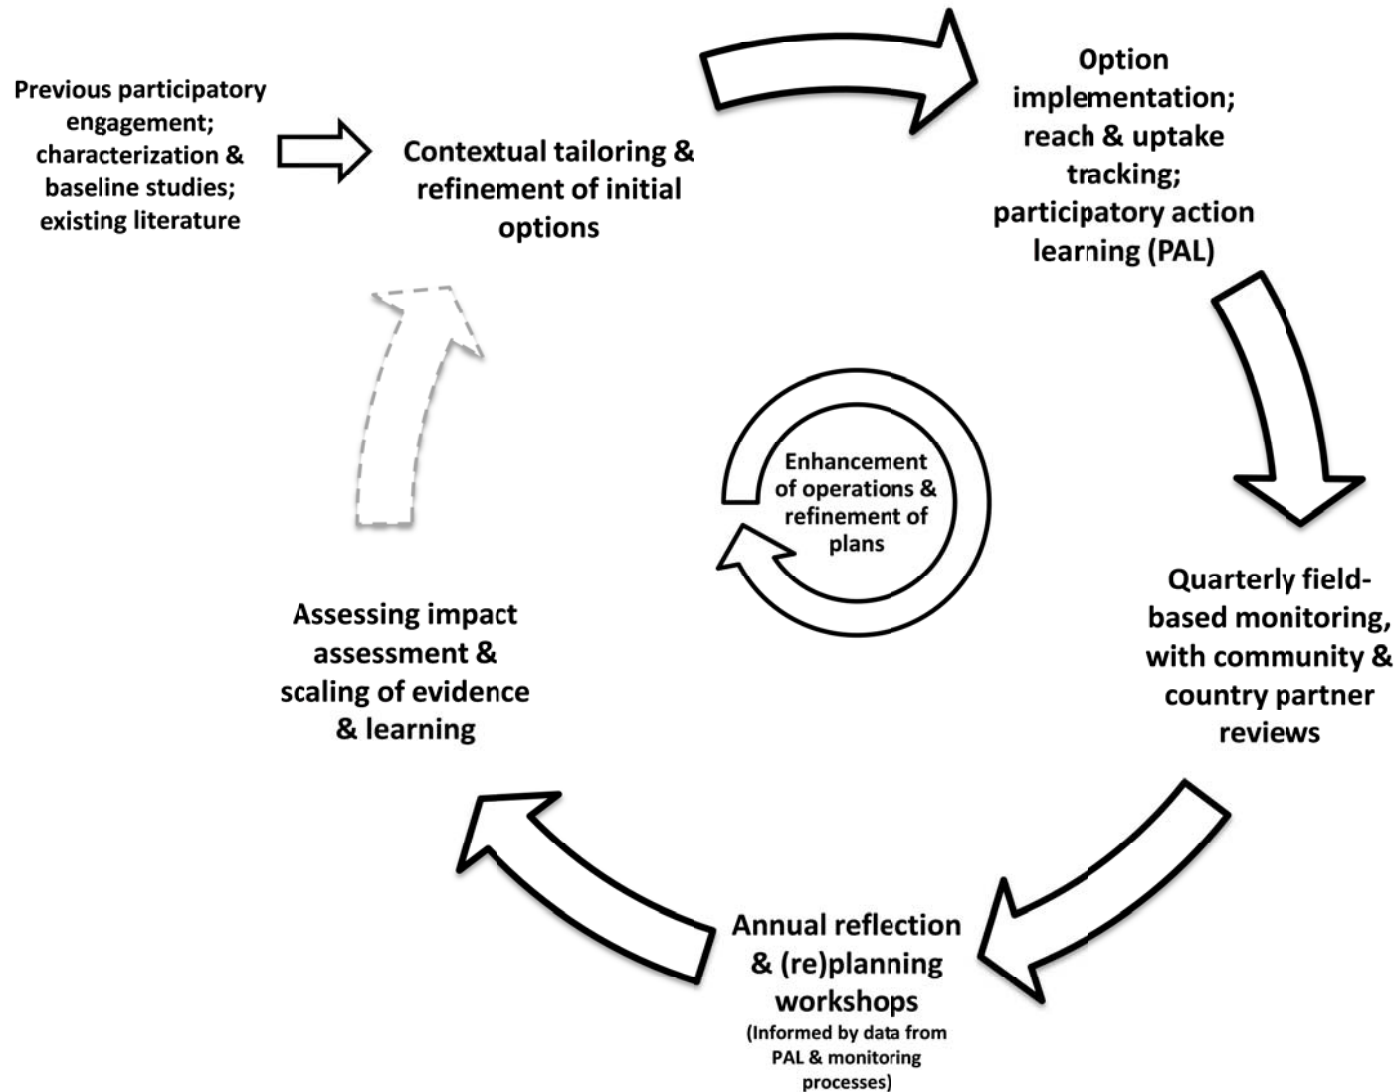 Previous participatory
engagement;
characterization &
baseline studies;
existing literature
Contextual tailoring &
refinement of initial
options
Option
implementation;
reach & uptake
tracking;
participatory action
learning (PAL)
Enhancement
of operations &
refinement of
plans
Quarterly field-
based monitoring,
with community &
country partner
reviews
Annual reflection
& (re)planning
workshops
(Informed by data from
PAL & monitoring
processes)
Assessing impact
assessment &
scaling of evidence
& learning